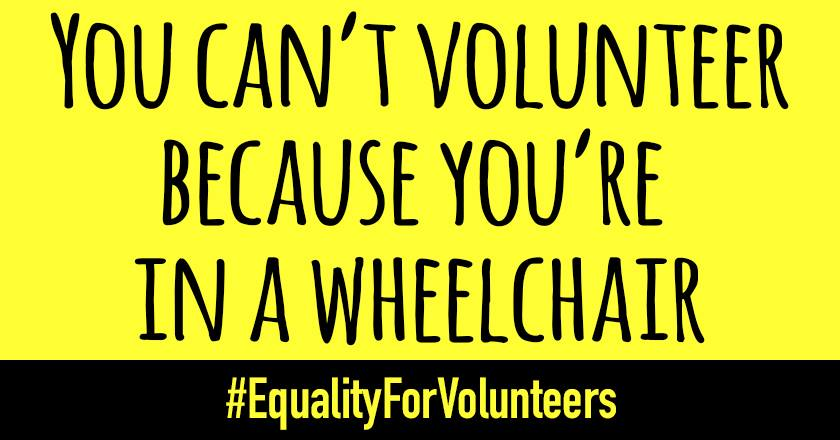 You can't volunteer
because you're
in a wheelchair
#EqualityForVolunteers